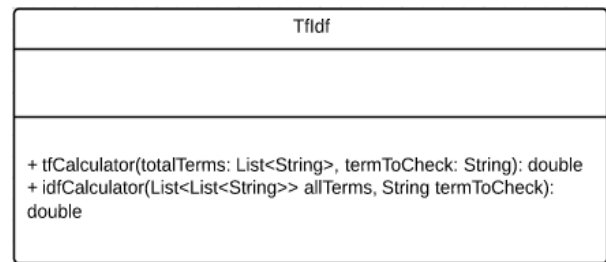 TfIdf
+ tfCalculator(totalTerms: List<String>, termToCheck: String): double
+ idfCalculator(List<List<String>> allTerms, String termToCheck):
double